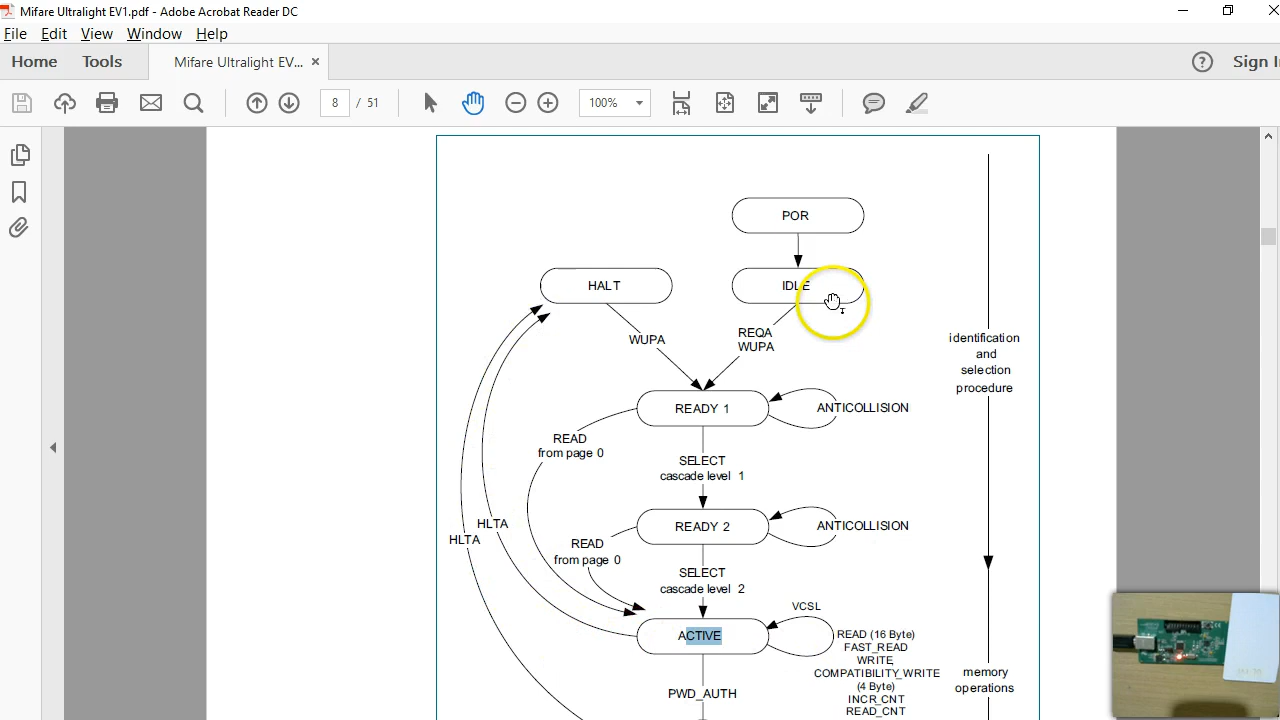 Mifare Ultralight EV1.pdf - Adobe Acrobat Reader DC
File Edit View Window Help
Home Tools Mifare Ultralight EV... × ? Sign I
8 / 51 100%
POR
HALT
IDLE
WUPA
REQA
WUPA
identification
and
selection
procedure
READY 1
ANTICOLLISION
READ
from page 0
SELECT
cascade level 1
HLTA
HLTA
READY 2
ANTICOLLISION
READ
from page 0
SELECT
cascade level 2
VCSL
ACTIVE
READ (16 Byte)
FAST_READ
WRITE,
COMPATIBILITY_WRITE
(4 Byte)
INCR_CNT
READ_CNT
memory
operations
PWD_AUTH